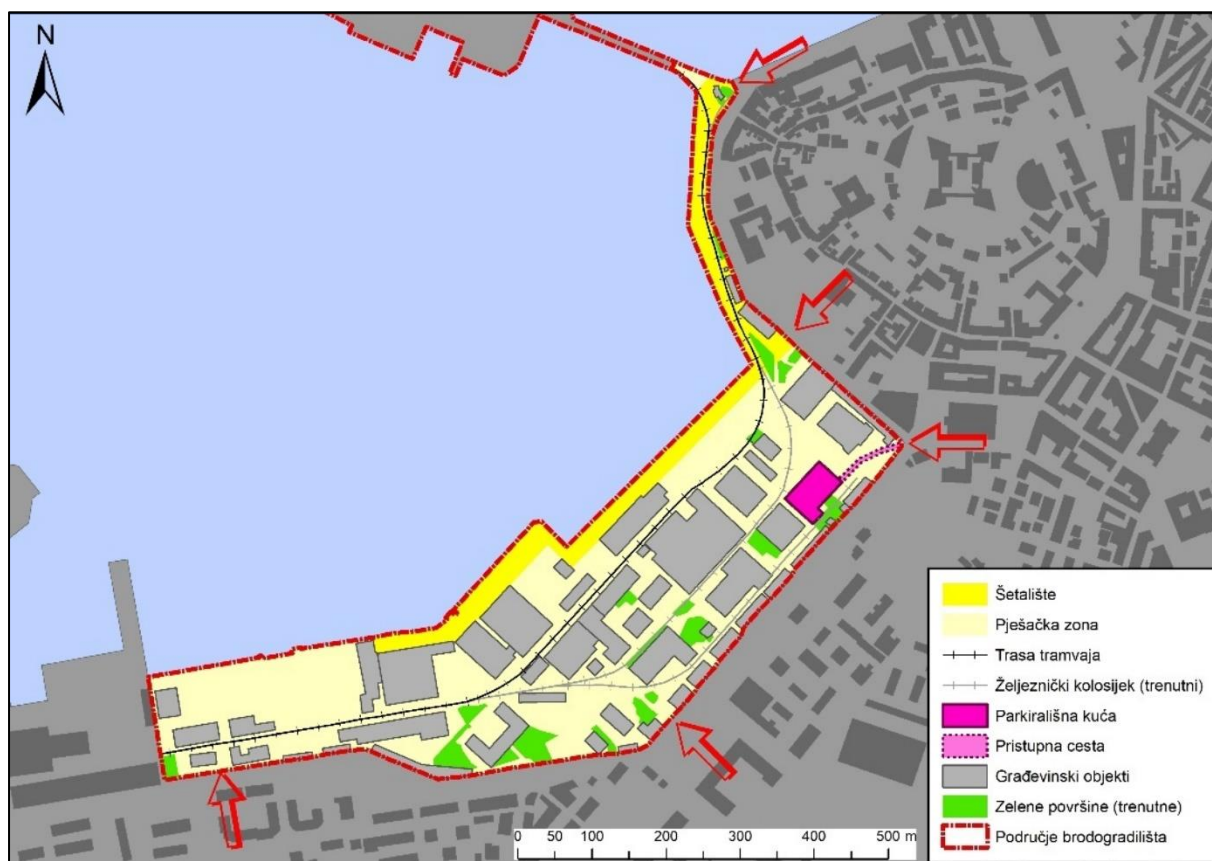 N
Šetalište
Pješačka zona
Trasa tramvaja
Željeznički kolosijek (trenutni)
Parkirališna kuća
Pristupna cesta
Građevinski objekti
Zelene površine (trenutne)
Područje brodogradilišta
0 50 100 200 300 400 500 m